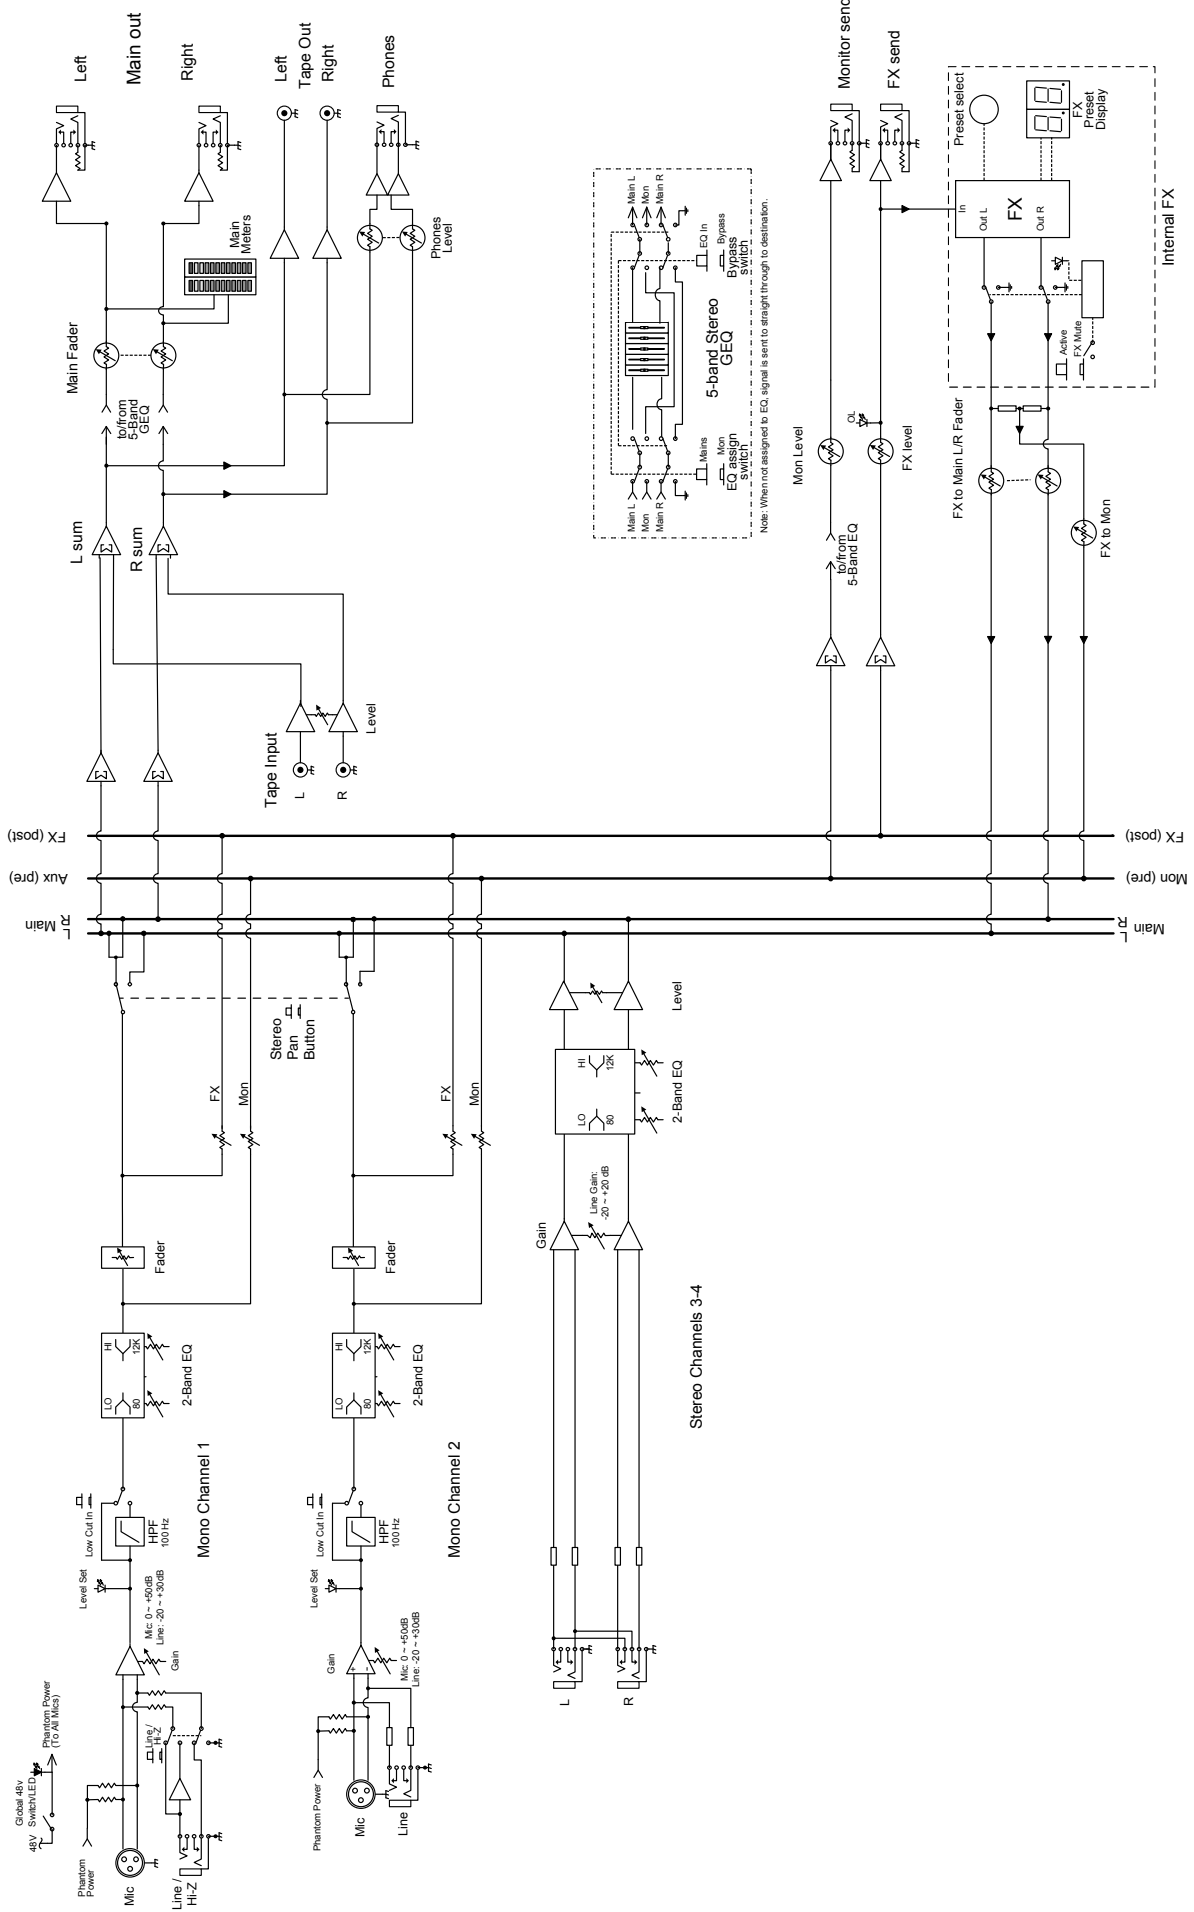 Global 48v
Switch/LED
48V
Phantom Power
(To All Mics)
Phantom
Power
Mic
Line /
Hi-Z
Line /
Hi-Z
Gain
Mic: 0 ~ +50dB
Line: -20 ~ +30dB
Level Set
Low Cut In
HPF
100Hz
Mono Channel 1
LO
80
HI
12K
2-Band EQ
Fader
FX
Mon
Stereo
Pan
Button
Phantom Power
Mic
Line
Gain
+
-
Mic: 0 ~ +50dB
Line: -20 ~ +30dB
Level Set
Low Cut In
HPF
100Hz
Mono Channel 2
LO
80
HI
12K
2-Band EQ
Fader
FX
Mon
L
R
Gain
Line Gain:
-20 ~ +20 dB
LO
80
HI
12K
2-Band EQ
Level
Stereo Channels 3-4
L
R Main
Aux (pre)
FX (post)
L
R Main
Mon (pre)
FX (post)
Tape Input
L
R
Level
L sum
Σ
R sum
Σ
Σ
Σ
to/from
5-Band
GEQ
Main Fader
Main
Meters
Left
Main out
Right
Left
Tape Out
Right
Phones
Phones
Level
Main L
Mon
Main R
Mains
Mon
EQ assign
switch
5-band Stereo
GEQ
EQ In
Bypass
Bypass
switch
Main L
Mon
Main R
Note: When not assigned to EQ, signal is sent to straight through to destination.
Σ
Σ
to/from
5-Band EQ
Mon Level
OL
FX level
Monitor send
FX send
Preset select
FX
Preset
Display
In
FX
Out L
Out R
Active
FX Mute
Internal FX
FX to Main L/R Fader
FX to Mon